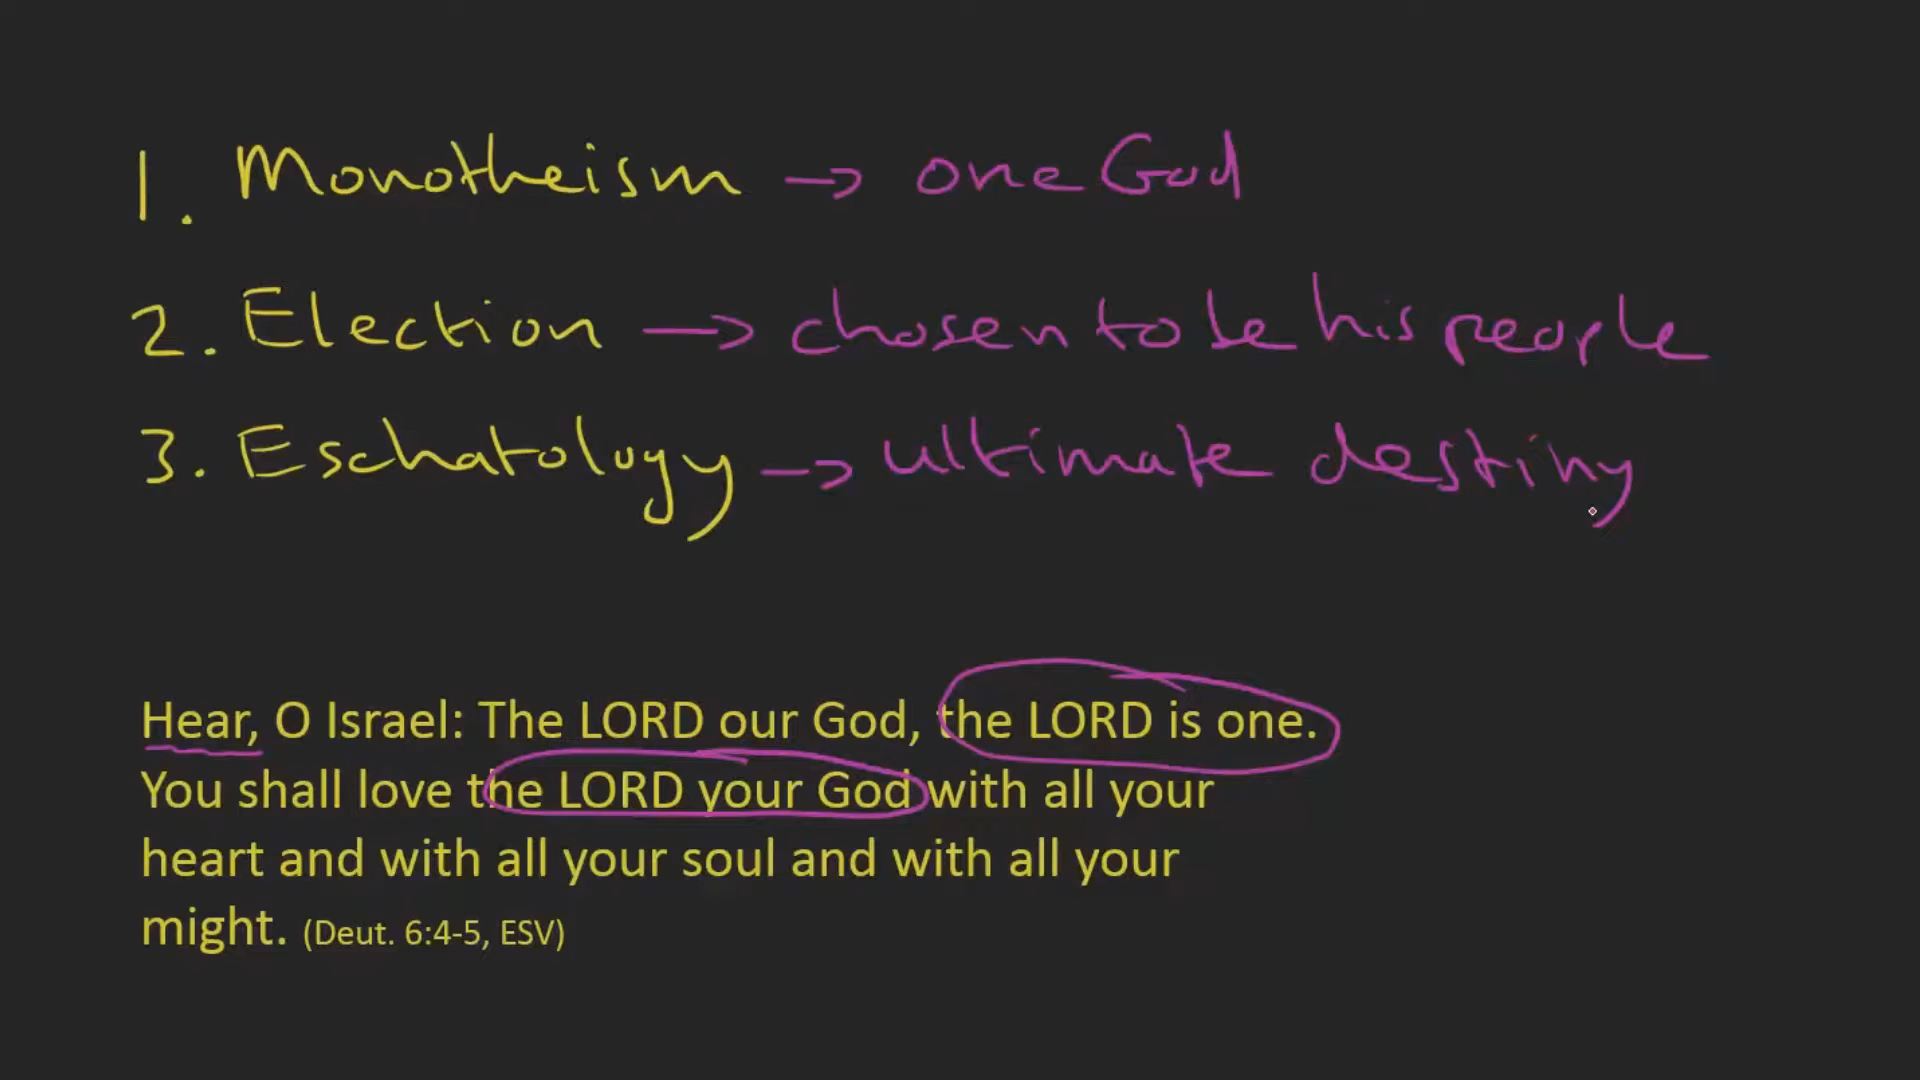 1. Monotheism → one God
2. Election → chosen to be his people
3. Eschatology → ultimate destiny
Hear, O Israel: The LORD our God, the LORD is one.
You shall love the LORD your God with all your
heart and with all your soul and with all your
might. (Deut. 6:4-5, ESV)